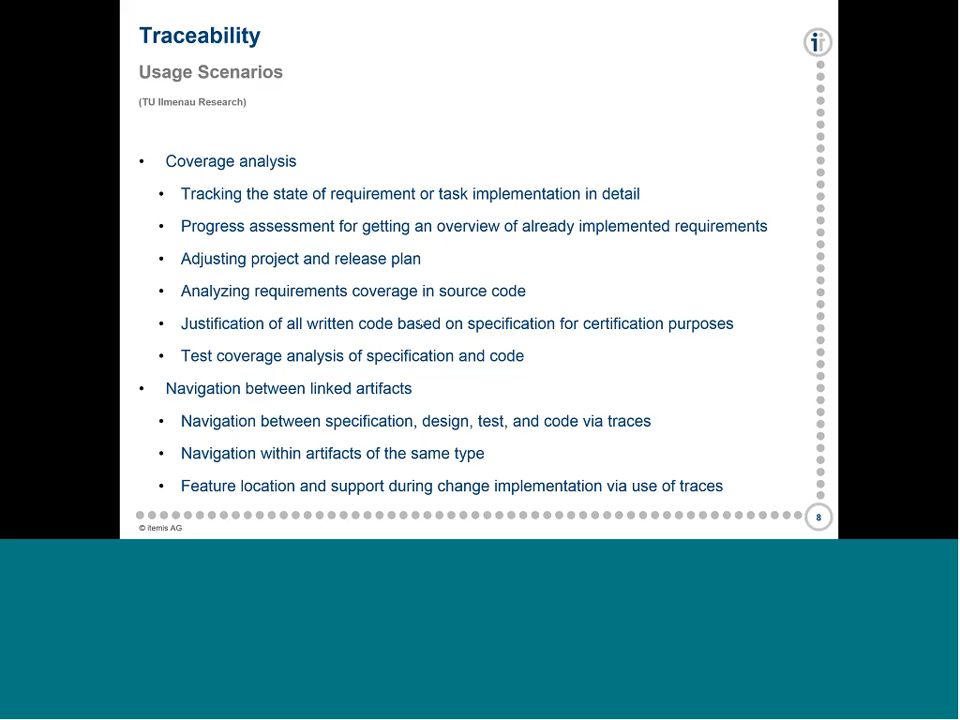 Traceability
Usage Scenarios
(TU Ilmenau Research)
• Coverage analysis
• Tracking the state of requirement or task implementation in detail
• Progress assessment for getting an overview of already implemented requirements
• Adjusting project and release plan
• Analyzing requirements coverage in source code
• Justification of all written code based on specification for certification purposes
• Test coverage analysis of specification and code
• Navigation between linked artifacts
• Navigation between specification, design, test, and code via traces
• Navigation within artifacts of the same type
• Feature location and support during change implementation via use of traces
8
© itemis AG